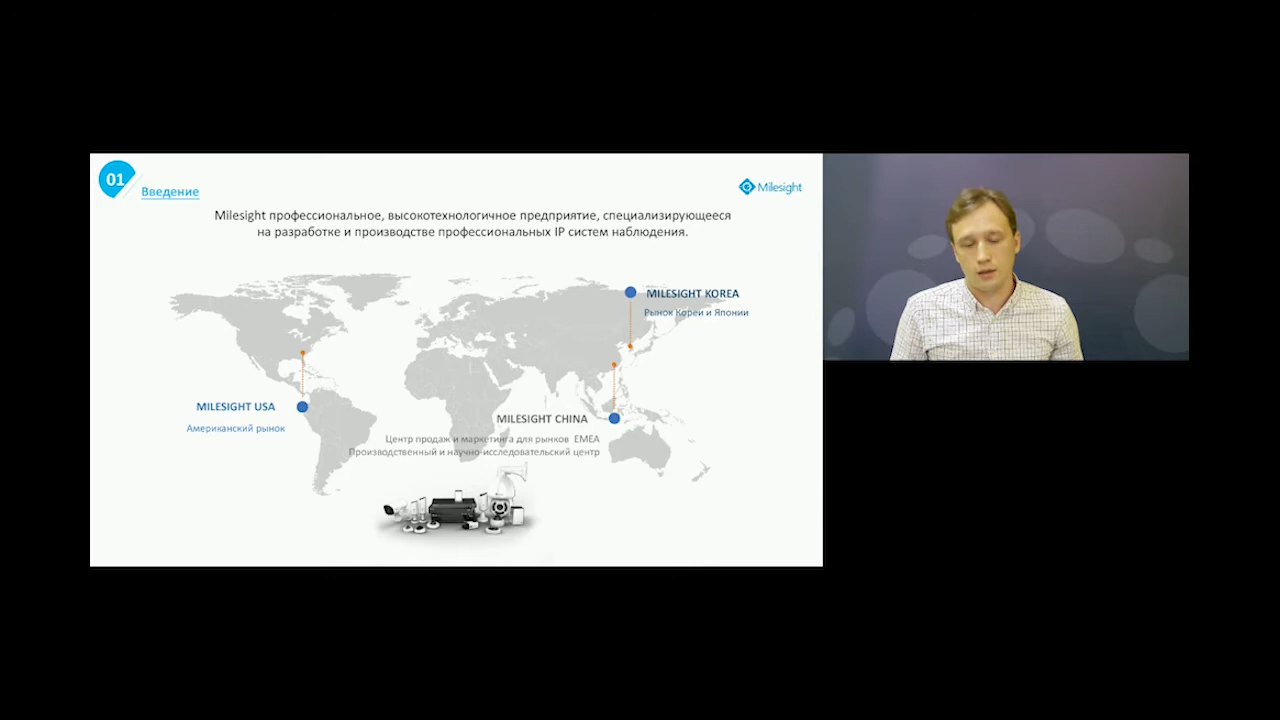 01
Введение
Milesight
Milesight профессиональное, высокотехнологичное предприятие, специализирующееся
на разработке и производстве профессиональных IP систем наблюдения.
MILESIGHT KOREA
Рынок Кореи и Японии
MILESIGHT USA
Американский рынок
MILESIGHT CHINA
Центр продаж и маркетинга для рынков EMEA
Производственный и научно-исследовательский центр